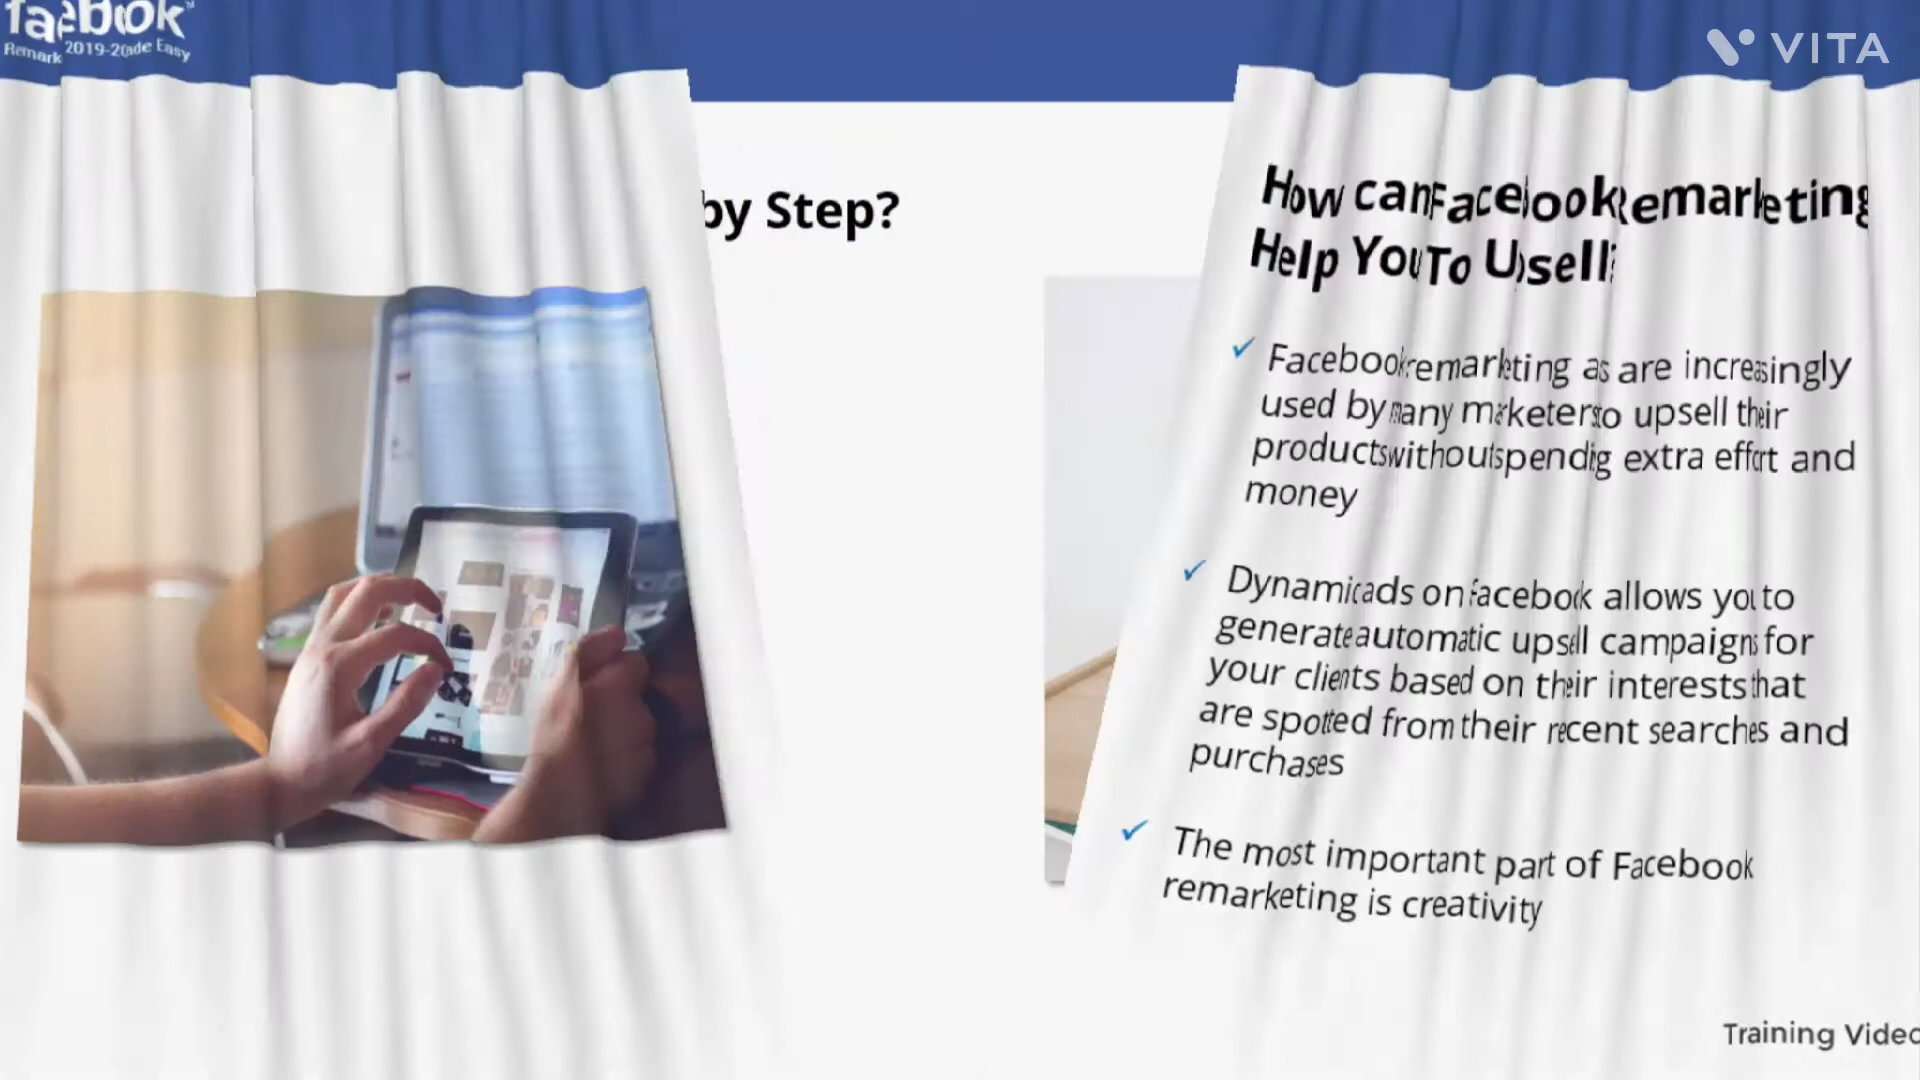 facebook
Remark 2019-20ade Easy
VITA
by Step?
How can Facebook Remarketing
Help You To Upsell?
✓ Facebook remarketing as are increasingly
used by many marketers to upsell their
products without spending extra effort and
money
✓ Dynamic ads on facebook allows you to
generate automatic upsell campaigns for
your clients based on their interests that
are spotted from their recent searches and
purchases
✓ The most important part of Facebook
remarketing is creativity
Training Video